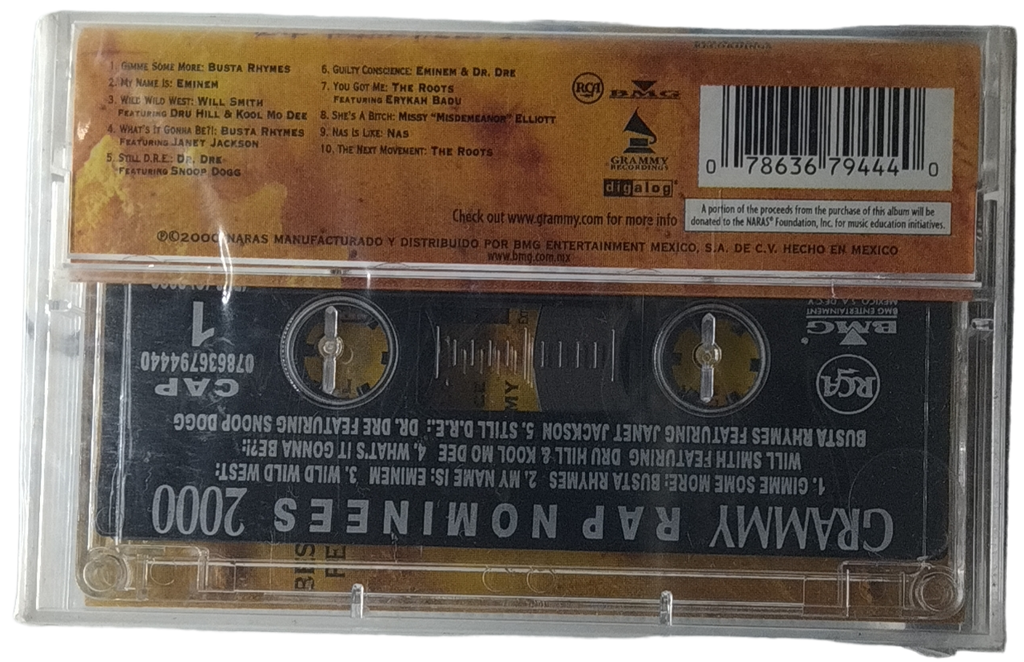 1. GIMME SOME MORE: BUSTA RHYMES
2. MY NAME IS: EMINEM
3. WILD WILD WEST: WILL SMITH
FEATURING DRU HILL & KOOL MO DEE
4. WHAT'S IT GONNA BE?!: BUSTA RHYMES
FEATURING JANET JACKSON
5. STILL D.R.E.: DR. DRE
FEATURING SNOOP DOGG
6. GUILTY CONSCIENCE: EMINEM & DR. DRE
7. YOU GOT ME: THE ROOTS
FEATURING ERYKAH BADU
8. SHE'S A BITCH: MISSY "MISDEMEANOR" ELLIOTT
9. NAS IS LIKE: NAS
10. THE NEXT MOVEMENT: THE ROOTS
RCA
BMG
GRAMMY
RECORDINGS
digalog
0 78636 79444 0
Check out www.grammy.com for more info
A portion of the proceeds from the purchase of this album will be
donated to the NARAS® Foundation, Inc. for music education initiatives.
℗©2000 NARAS MANUFACTURADO Y DISTRIBUIDO POR BMG ENTERTAINMENT MEXICO, S.A. DE C.V. HECHO EN MEXICO
www.bmg.com.mx
GRAMMY RAP NOMINEES 2000
1. GIMME SOME MORE: BUSTA RHYMES 2. MY NAME IS: EMINEM 3. WILD WILD WEST:
WILL SMITH FEATURING DRU HILL & KOOL MO DEE 4. WHAT'S IT GONNA BE?!:
BUSTA RHYMES FEATURING JANET JACKSON 5. STILL D.R.E.: DR. DRE FEATURING SNOOP DOGG
RCA
CAP
078636794440
1
BMG
BMG ENTERTAINMENT
MEXICO, S.A. DE C.V.